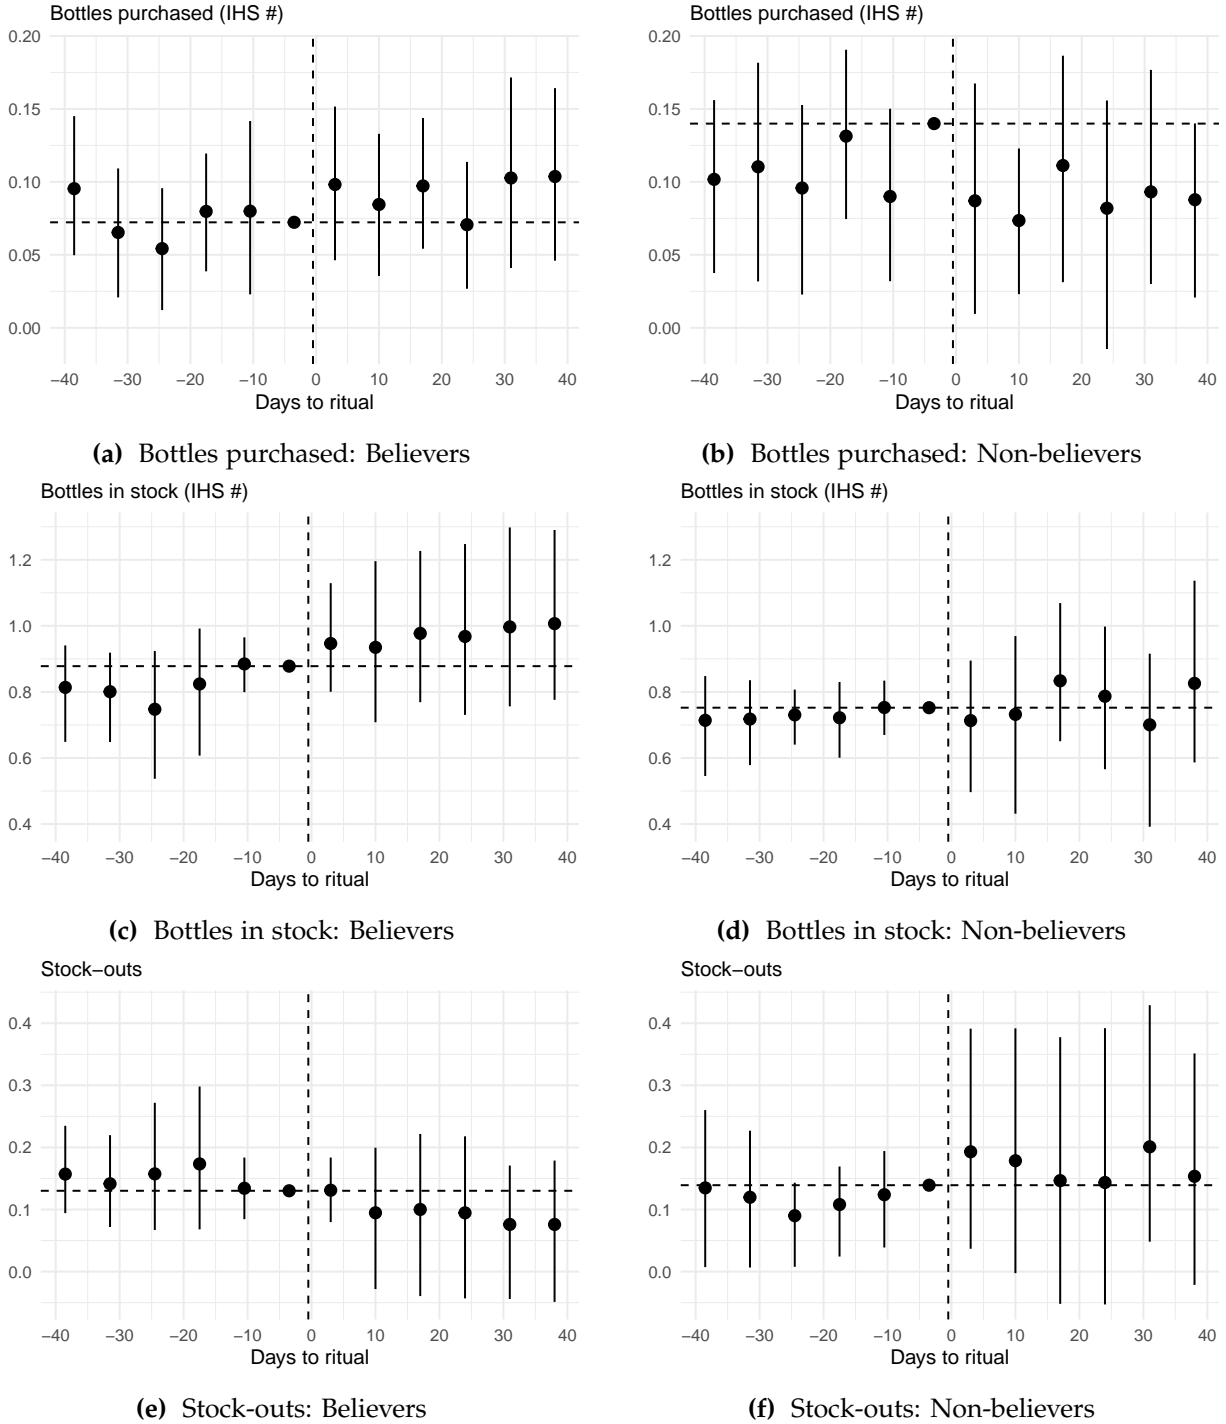 Bottles purchased (IHS #)
0.20
0.15
0.10
0.05
0.00
−40 −30 −20 −10 0 10 20 30 40
Days to ritual
(a) Bottles purchased: Believers
Bottles purchased (IHS #)
0.20
0.15
0.10
0.05
0.00
−40 −30 −20 −10 0 10 20 30 40
Days to ritual
(b) Bottles purchased: Non-believers
Bottles in stock (IHS #)
1.2
1.0
0.8
0.6
0.4
−40 −30 −20 −10 0 10 20 30 40
Days to ritual
(c) Bottles in stock: Believers
Bottles in stock (IHS #)
1.2
1.0
0.8
0.6
0.4
−40 −30 −20 −10 0 10 20 30 40
Days to ritual
(d) Bottles in stock: Non-believers
Stock−outs
0.4
0.3
0.2
0.1
0.0
−40 −30 −20 −10 0 10 20 30 40
Days to ritual
(e) Stock-outs: Believers
Stock−outs
0.4
0.3
0.2
0.1
0.0
−40 −30 −20 −10 0 10 20 30 40
Days to ritual
(f) Stock-outs: Non-believers